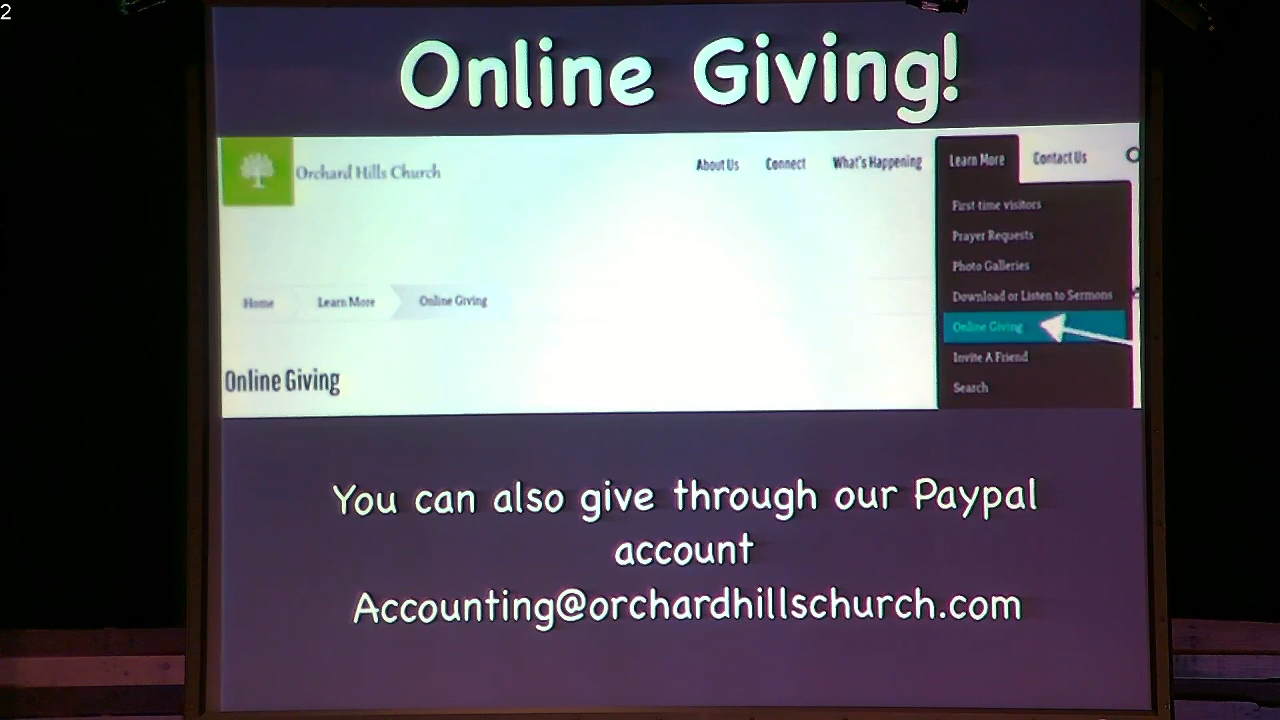 2
Online Giving!
Orchard Hills Church
About Us Connect What's Happening Learn More Contact Us
First-time visitors
Prayer Requests
Photo Galleries
Download or Listen to Sermons
Home Learn More Online Giving
Online Giving
Invite A Friend
Online Giving
Search
You can also give through our Paypal
account
Accounting@orchardhillschurch.com